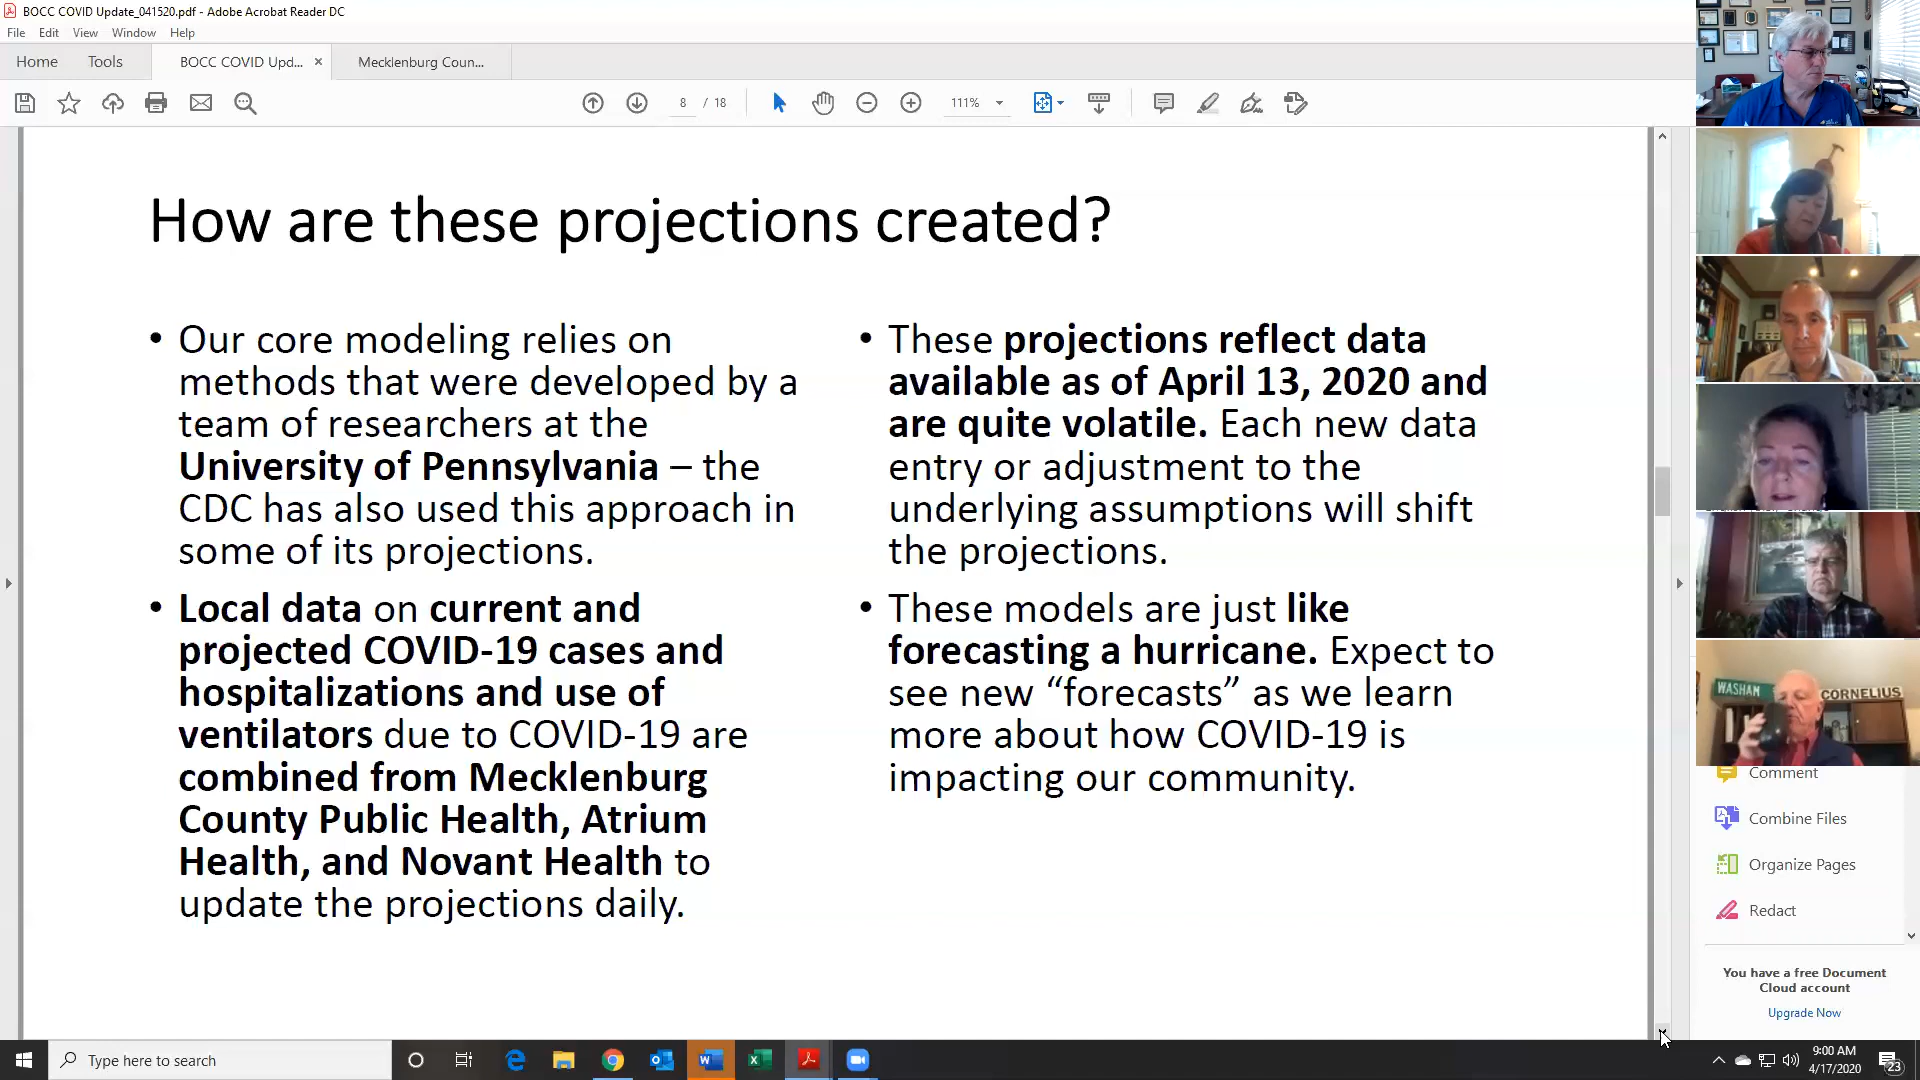 BOCC COVID Update_041520.pdf - Adobe Acrobat Reader DC
File Edit View Window Help
Home Tools BOCC COVID Upd... × Mecklenburg Coun...
8 / 18 111%
How are these projections created?
• Our core modeling relies on
methods that were developed by a
team of researchers at the
University of Pennsylvania – the
CDC has also used this approach in
some of its projections.
• Local data on current and
projected COVID-19 cases and
hospitalizations and use of
ventilators due to COVID-19 are
combined from Mecklenburg
County Public Health, Atrium
Health, and Novant Health to
update the projections daily.
• These projections reflect data
available as of April 13, 2020 and
are quite volatile. Each new data
entry or adjustment to the
underlying assumptions will shift
the projections.
• These models are just like
forecasting a hurricane. Expect to
see new “forecasts” as we learn
more about how COVID-19 is
impacting our community.
WASHAM CORNELIUS
Comment
Combine Files
Organize Pages
Redact
You have a free Document
Cloud account
Upgrade Now
Type here to search
9:00 AM
4/17/2020
23